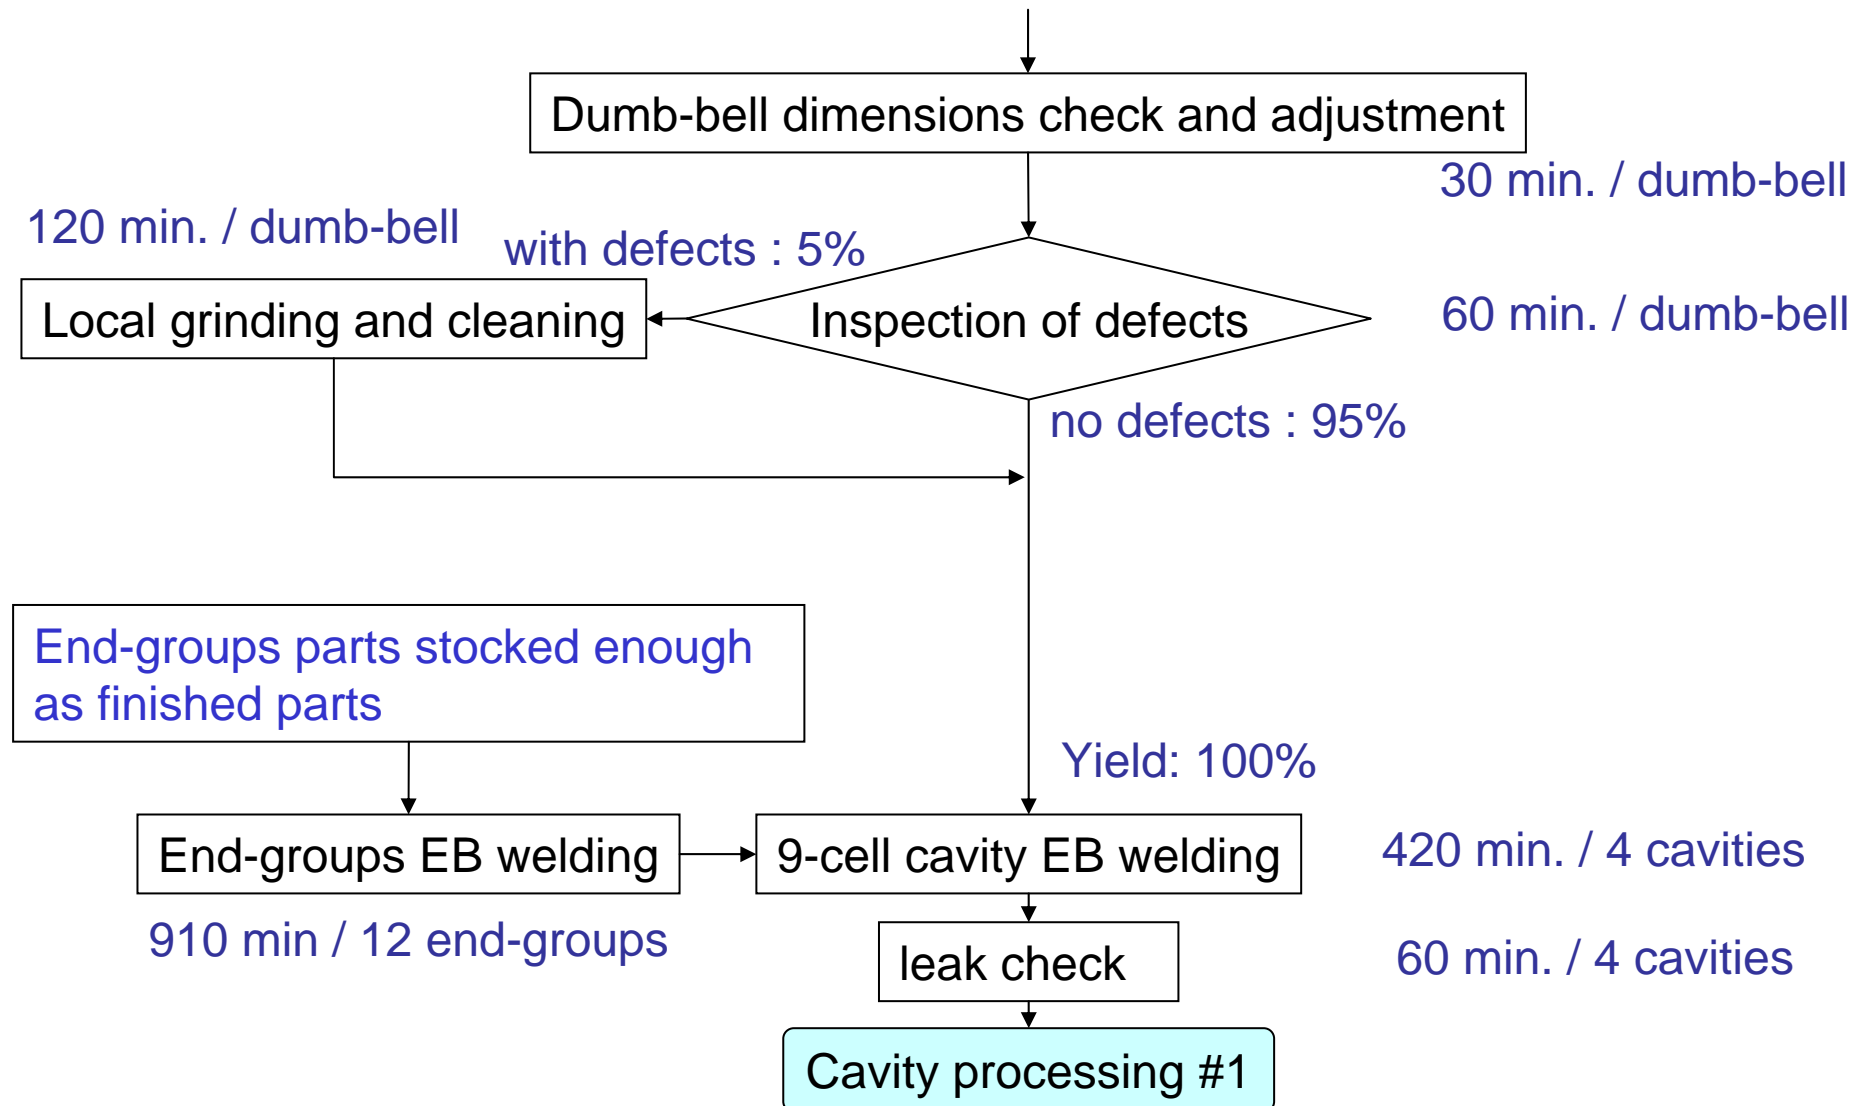 Dumb-bell dimensions check and adjustment
30 min. / dumb-bell
120 min. / dumb-bell
with defects : 5%
Local grinding and cleaning
Inspection of defects
60 min. / dumb-bell
no defects : 95%
End-groups parts stocked enough
as finished parts
Yield: 100%
End-groups EB welding
9-cell cavity EB welding
420 min. / 4 cavities
910 min / 12 end-groups
leak check
60 min. / 4 cavities
Cavity processing #1